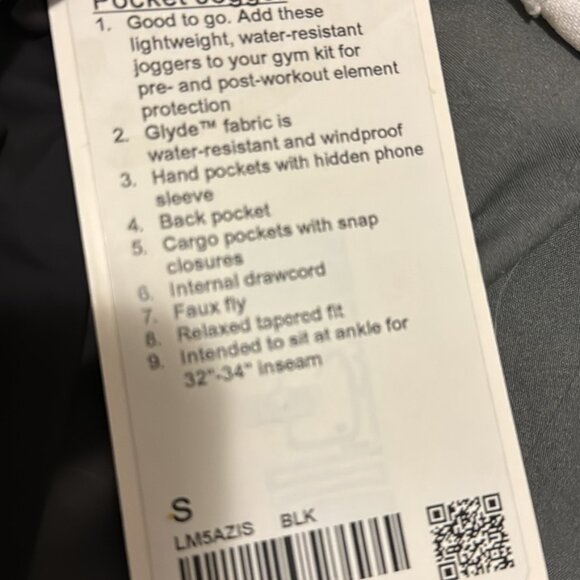 Pocket Jogger
1. Good to go. Add these
lightweight, water-resistant
joggers to your gym kit for
pre- and post-workout element
protection
2. Glyde™ fabric is
water-resistant and windproof
3. Hand pockets with hidden phone
sleeve
4. Back pocket
5. Cargo pockets with snap
closures
6. Internal drawcord
7. Faux fly
8. Relaxed tapered fit
9. Intended to sit at ankle for
32"-34" inseam
S
LM5AZIS BLK